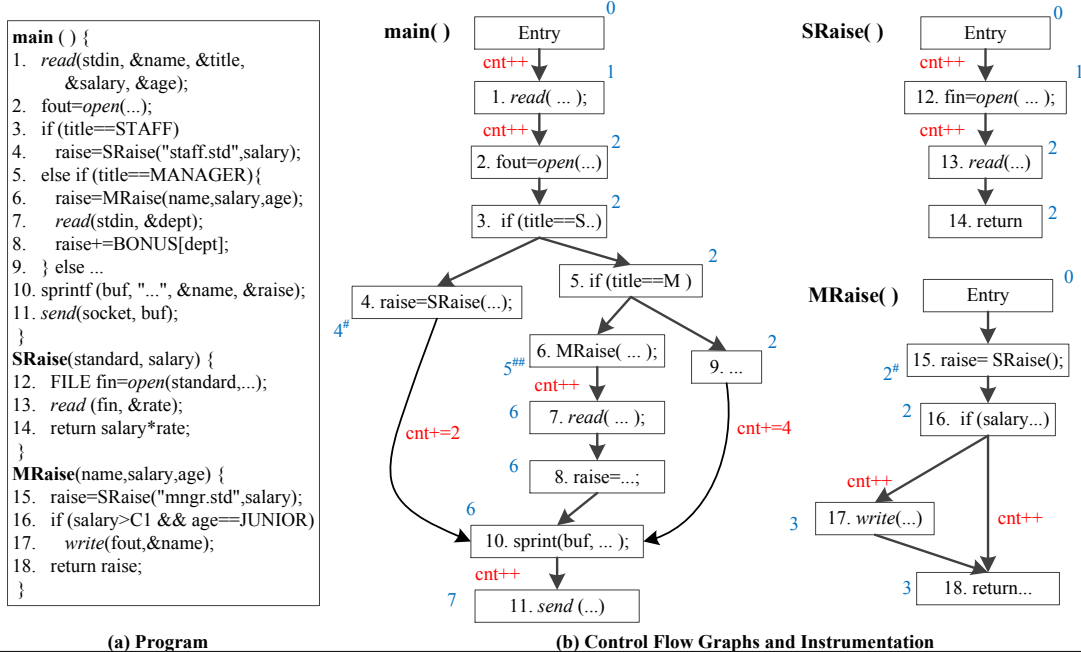 main ( ) {
1. read(stdin, &name, &title,
&salary, &age);
2. fout=open(...);
3. if (title==STAFF)
4. raise=SRaise("staff.std",salary);
5. else if (title==MANAGER){
6. raise=MRaise(name,salary,age);
7. read(stdin, &dept);
8. raise+=BONUS[dept];
9. } else ...
10. sprintf (buf, "...", &name, &raise);
11. send(socket, buf);
}
SRaise(standard, salary) {
12. FILE fin=open(standard,...);
13. read (fin, &rate);
14. return salary*rate;
}
MRaise(name,salary,age) {
15. raise=SRaise("mngr.std",salary);
16. if (salary>C1 && age==JUNIOR)
17. write(fout,&name);
18. return raise;
}
(a) Program
main( )
0
Entry
cnt++
1
1. read( ... );
cnt++
2
2. fout=open(...)
2
3. if (title==S..)
2
5. if (title==M )
4. raise=SRaise(...);
4#
6. MRaise( ... );
5##
2
9. ...
cnt++
7. read( ... );
6
cnt+=2
cnt+=4
8. raise=...;
6
6
10. sprint(buf, ... );
cnt++
7
11. send (...)
SRaise( )
0
Entry
cnt++
1
12. fin=open( ... );
cnt++
2
13. read(...)
14. return
2
MRaise( )
0
Entry
15. raise= SRaise();
2#
2
16. if (salary...)
cnt++
cnt++
17. write(...)
3
3
18. return...
(b) Control Flow Graphs and Instrumentation